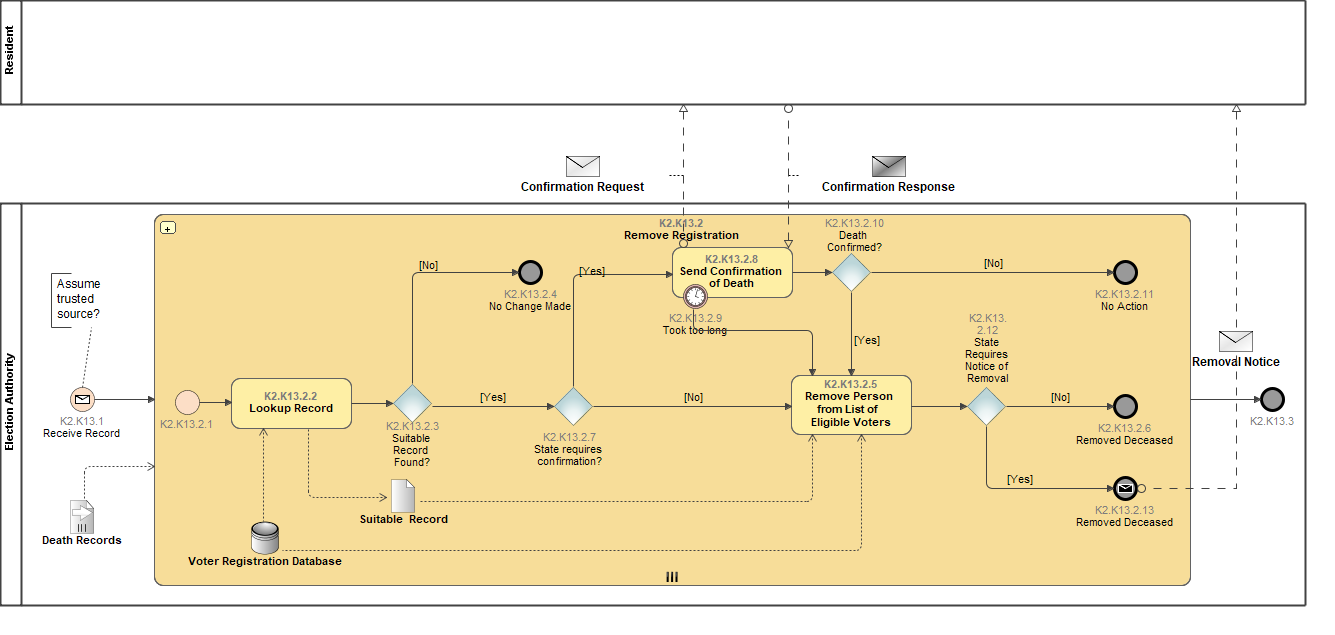 Resident
Confirmation Request
Confirmation Response
Election Authority
K2.K13.2
Remove Registration
Assume
trusted
source?
K2.K13.1
Receive Record
Death Records
K2.K13.2.1
K2.K13.2.2
Lookup Record
K2.K13.2.3
Suitable
Record
Found?
[No]
K2.K13.2.4
No Change Made
[Yes]
K2.K13.2.7
State requires
confirmation?
[Yes]
K2.K13.2.8
Send Confirmation
of Death
K2.K13.2.9
Took too long
K2.K13.2.10
Death
Confirmed?
[No]
K2.K13.2.11
No Action
[Yes]
[No]
K2.K13.2.5
Remove Person
from List of
Eligible Voters
K2.K13.
2.12
State
Requires
Notice of
Removal
[No]
K2.K13.2.6
Removed Deceased
[Yes]
K2.K13.2.13
Removed Deceased
Removal Notice
K2.K13.3
Suitable Record
Voter Registration Database